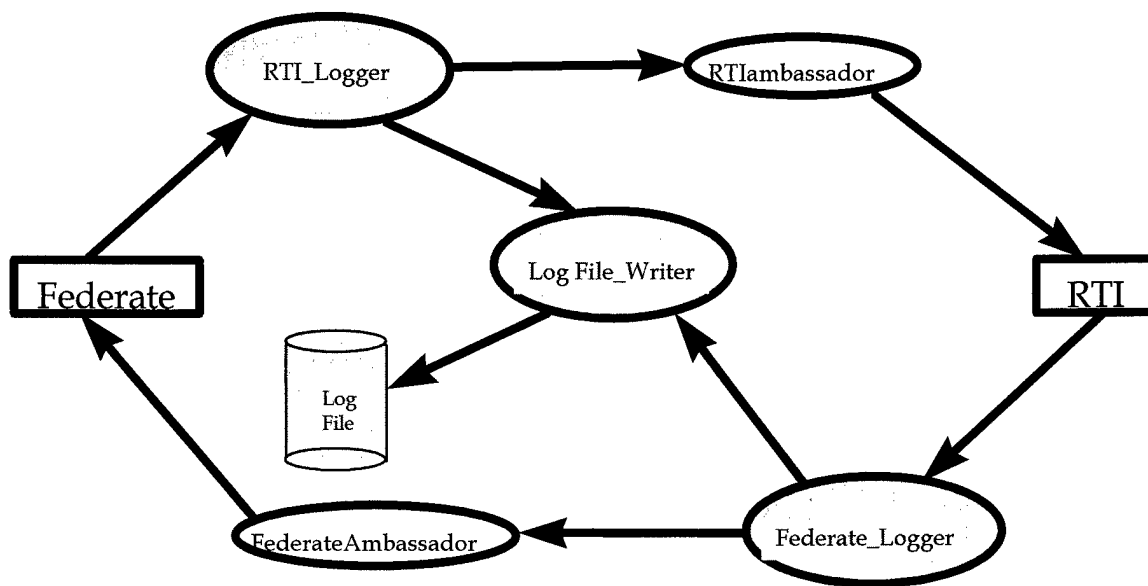 RTI_Logger
RTIambassador
Log File_Writer
Federate
RTI
Log
File
FederateAmbassador
Federate_Logger